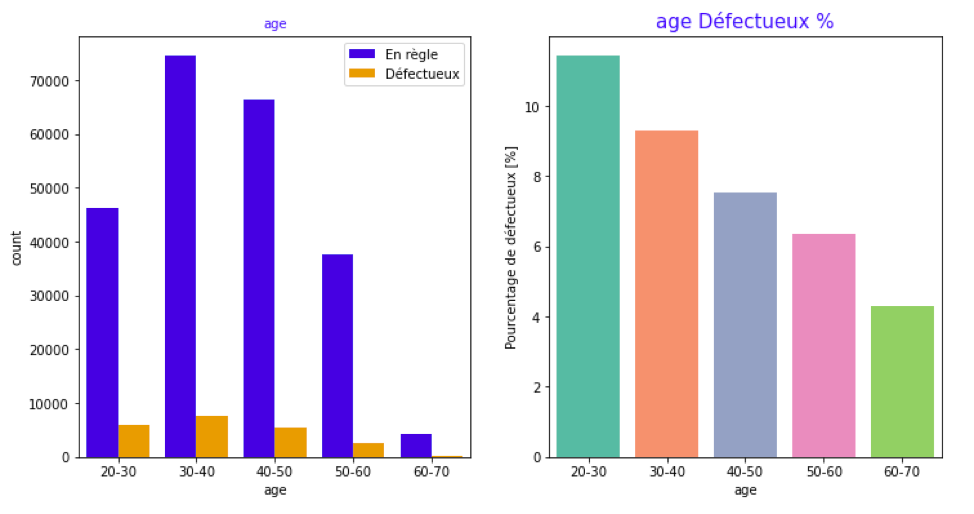 age
En règle
Défectueux
70000
60000
50000
40000
30000
20000
10000
0
count
20-30 30-40 40-50 50-60 60-70
age
age Défectueux %
10
8
6
4
2
0
Pourcentage de défectueux [%]
20-30 30-40 40-50 50-60 60-70
age